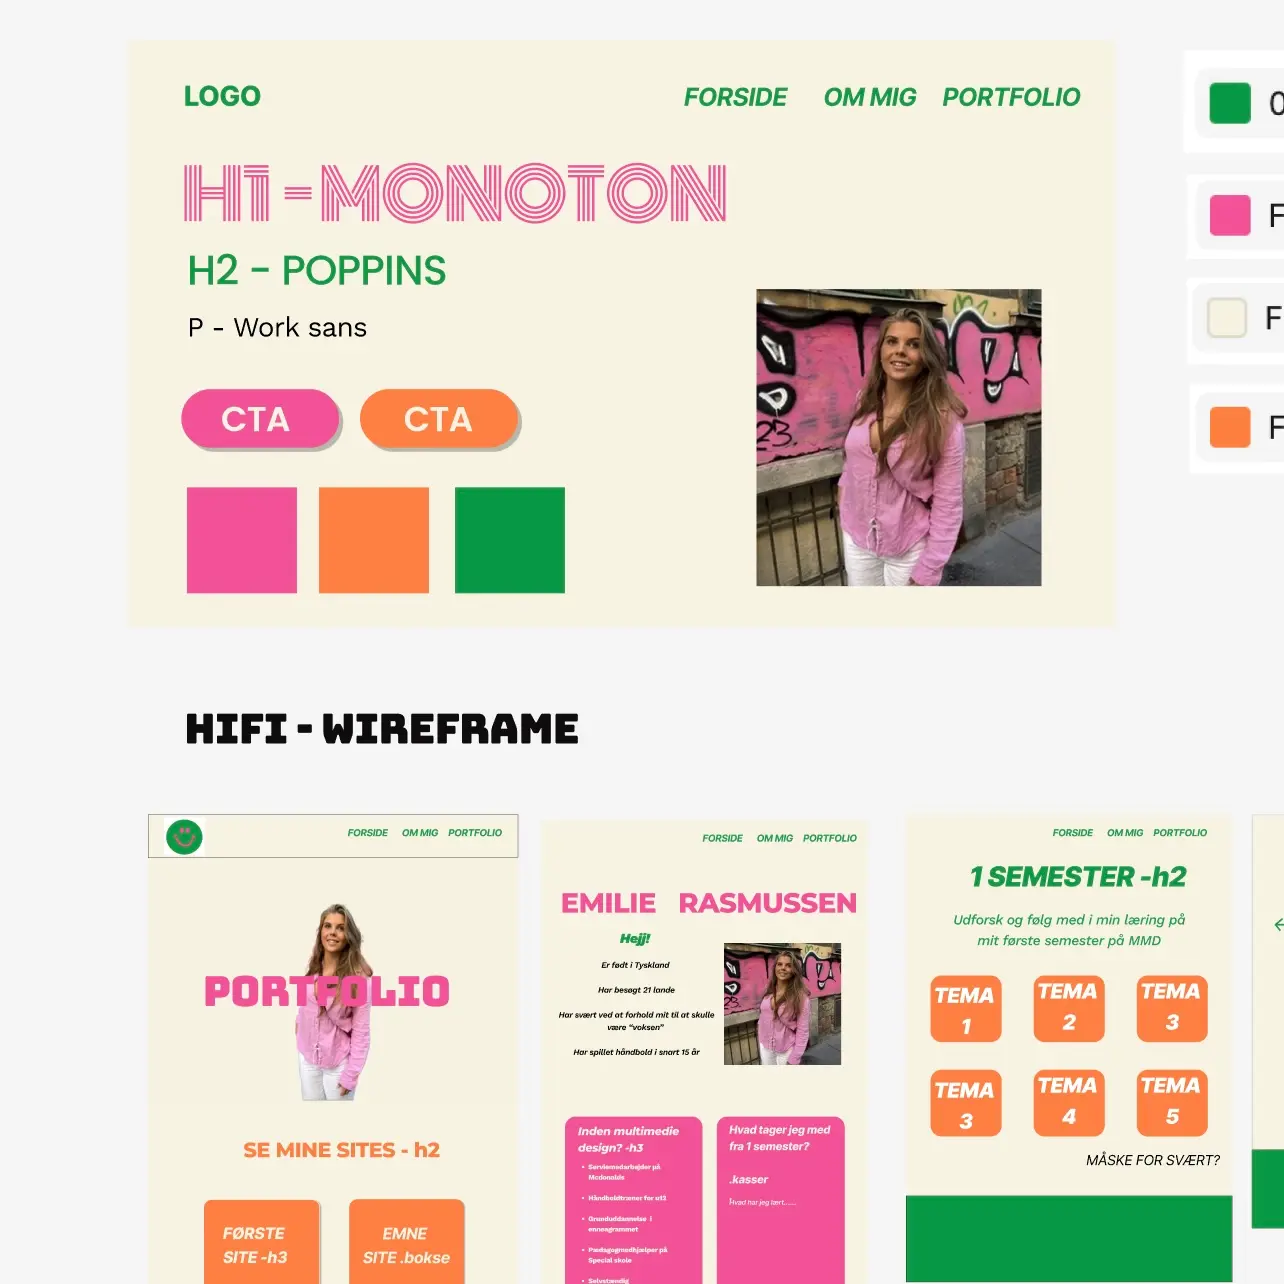 LOGO
FORSIDE OM MIG PORTFOLIO
H1 - MONOTON
H2 - POPPINS
P - Work sans
CTA CTA
23.
0
F
F
F
HIFI - WIREFRAME
FORSIDE OM MIG PORTFOLIO
PORTFOLIO
SE MINE SITES - h2
FØRSTE
SITE -h3
EMNE
SITE .bokse
FORSIDE OM MIG PORTFOLIO
EMILIE RASMUSSEN
Hejj!
Er født i Tyskland
Har besøgt 21 lande
Har svært ved at forhold mit til at skulle
være “voksen”
Har spillet håndbold i snart 15 år
23.
Inden multimedie
design? -h3
• Serviemedarbejder på
Mcdonalds
• Håndboldtræner for u13
• Grunduddannelse i
enneagrammet
• Pædagogmedhjælper på
Special skole
• Selvstændig
Hvad tager jeg med
fra 1 semester?
.kasser
Hvad har jeg lært......
FORSIDE OM MIG PORTFOLIO
1 SEMESTER -h2
Udforsk og følg med i min læring på
mit første semester på MMD
TEMA TEMA TEMA
1 2 3
TEMA TEMA TEMA
3 4 5
MÅSKE FOR SVÆRT?